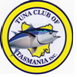 TUNA CLUB OF
TASMANIA INC.